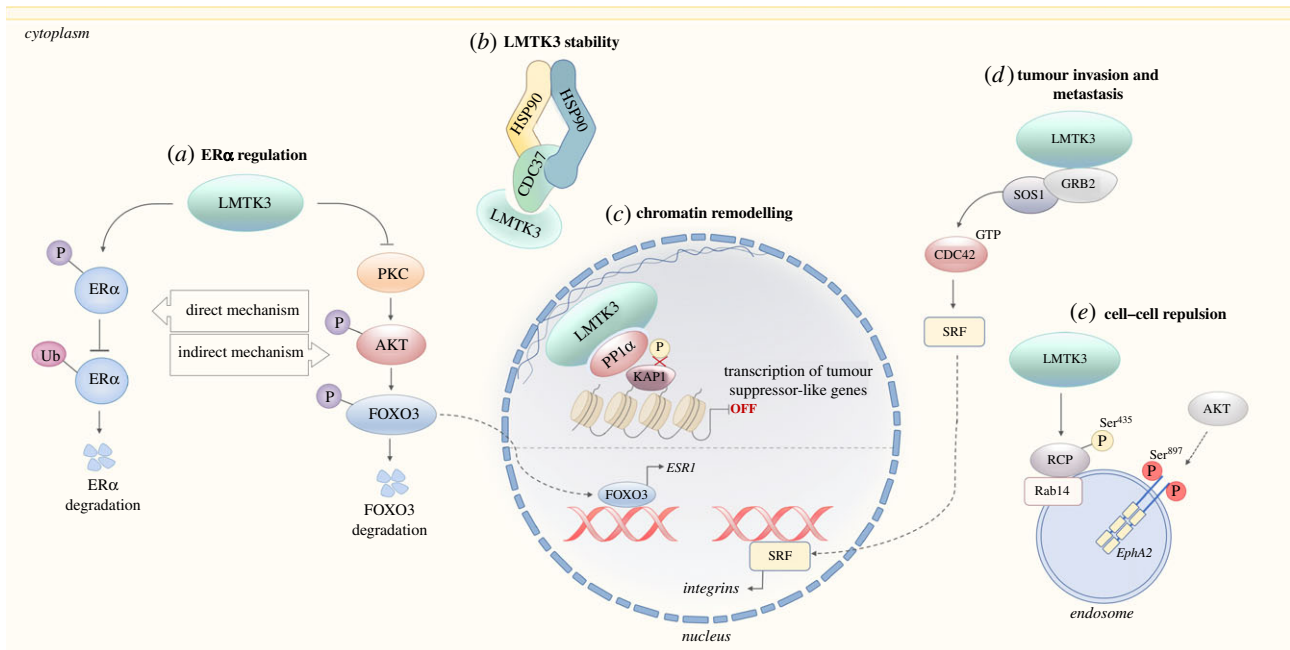 cytoplasm
(a) ERα regulation
LMTK3
P
ERα
Ub
ERα
ERα
degradation
direct mechanism
indirect mechanism
PKC
P
AKT
P
FOXO3
FOXO3
degradation
(b) LMTK3 stability
HSP90
HSP90
CDC37
LMTK3
(c) chromatin remodelling
LMTK3
PP1α
P
KAP1
transcription of tumour
suppressor-like genes
OFF
ESR1
FOXO3
SRF
integrins
nucleus
(d) tumour invasion and
metastasis
LMTK3
GRB2
SOS1
GTP
CDC42
SRF
(e) cell–cell repulsion
LMTK3
AKT
Ser435
P
RCP
Rab14
Ser897
P
P
EphA2
endosome